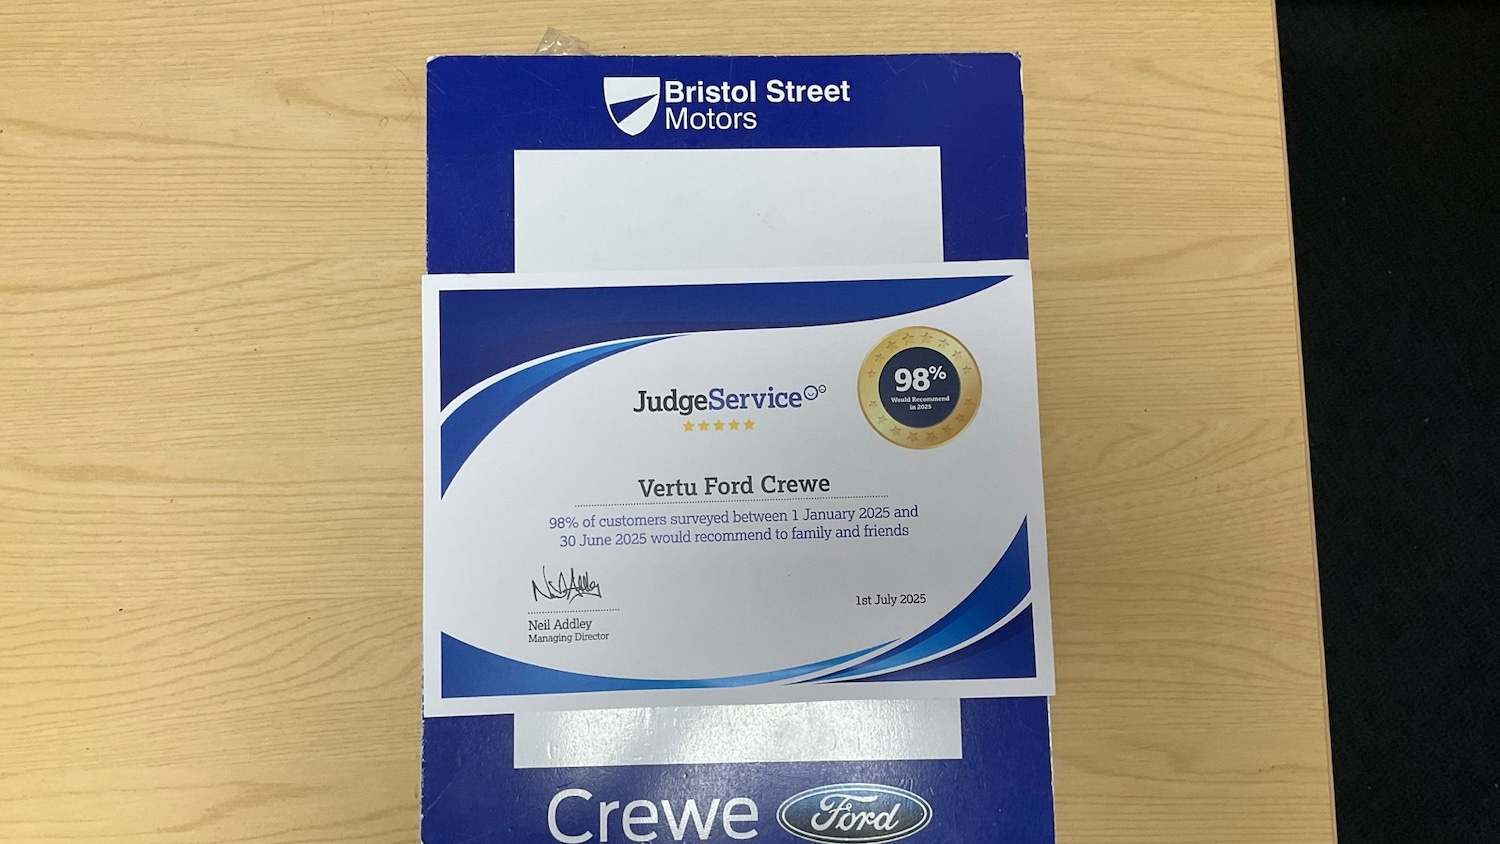 Bristol Street
Motors
JudgeService
98%
Would Recommend
in 2025
Vertu Ford Crewe
98% of customers surveyed between 1 January 2025 and
30 June 2025 would recommend to family and friends
Neil Addley
1st July 2025
Neil Addley
Managing Director
Crewe
Ford